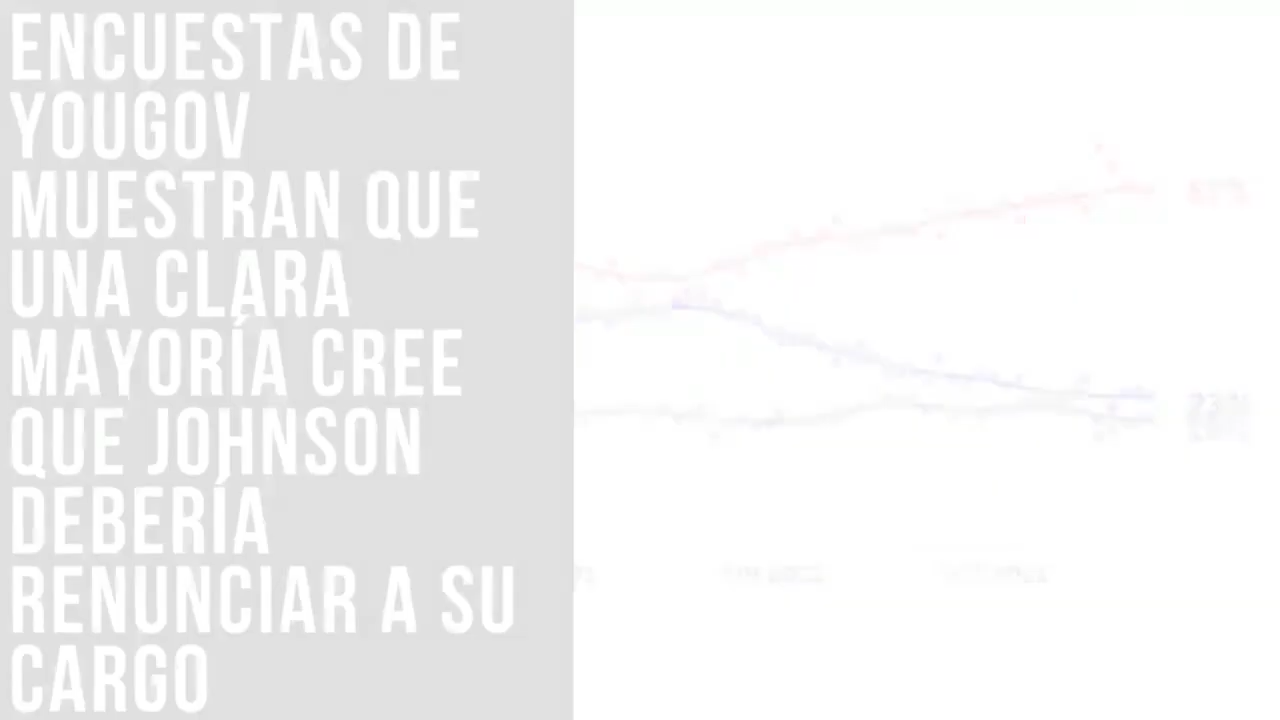 ENCUESTAS DE
YOUGOV
MUESTRAN QUE
UNA CLARA
MAYORÍA CREE
QUE JOHNSON
DEBERÍA
RENUNCIAR A SU
CARGO